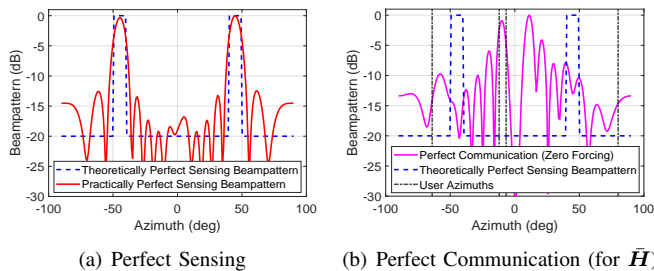 0
-5
-10
-15
-20
-25
-30
Beampattern (dB)
Theoretically Perfect Sensing Beampattern
Practically Perfect Sensing Beampattern
-100 -50 0 50 100
Azimuth (deg)
(a) Perfect Sensing
0
-5
-10
-15
-20
-25
-30
Beampattern (dB)
Perfect Communication (Zero Forcing)
Theoretically Perfect Sensing Beampattern
User Azimuths
-100 -50 0 50 100
Azimuth (deg)
(b) Perfect Communication (for H̄)